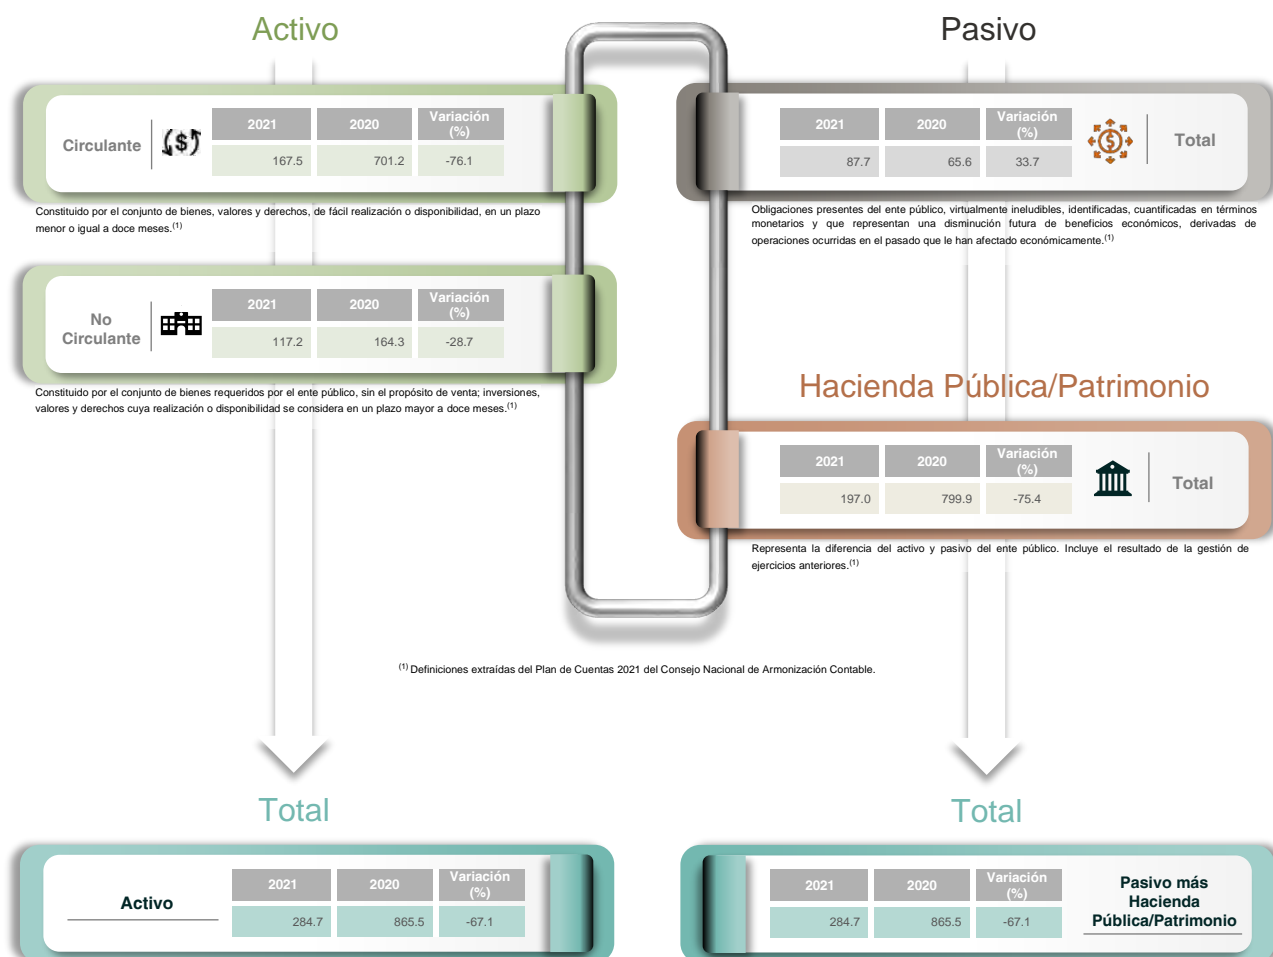 Activo
Circulante
2021 2020 Variación (%)
167.5 701.2 -76.1
Constituido por el conjunto de bienes, valores y derechos, de fácil realización o disponibilidad, en un plazo
menor o igual a doce meses.(1)
No
Circulante
2021 2020 Variación (%)
117.2 164.3 -28.7
Constituido por el conjunto de bienes requeridos por el ente público, sin el propósito de venta; inversiones,
valores y derechos cuya realización o disponibilidad se considera en un plazo mayor a doce meses.(1)
Pasivo
2021 2020 Variación (%)
87.7 65.6 33.7
Total
Obligaciones presentes del ente público, virtualmente ineludibles, identificadas, cuantificadas en términos
monetarios y que representan una disminución futura de beneficios económicos, derivadas de
operaciones ocurridas en el pasado que le han afectado económicamente.(1)
Hacienda Pública/Patrimonio
2021 2020 Variación (%)
197.0 799.9 -75.4
Total
Representa la diferencia del activo y pasivo del ente público. Incluye el resultado de la gestión de
ejercicios anteriores.(1)
(1) Definiciones extraídas del Plan de Cuentas 2021 del Consejo Nacional de Armonización Contable.
Total
Activo
2021 2020 Variación (%)
284.7 865.5 -67.1
Total
2021 2020 Variación (%)
284.7 865.5 -67.1
Pasivo más
Hacienda
Pública/Patrimonio